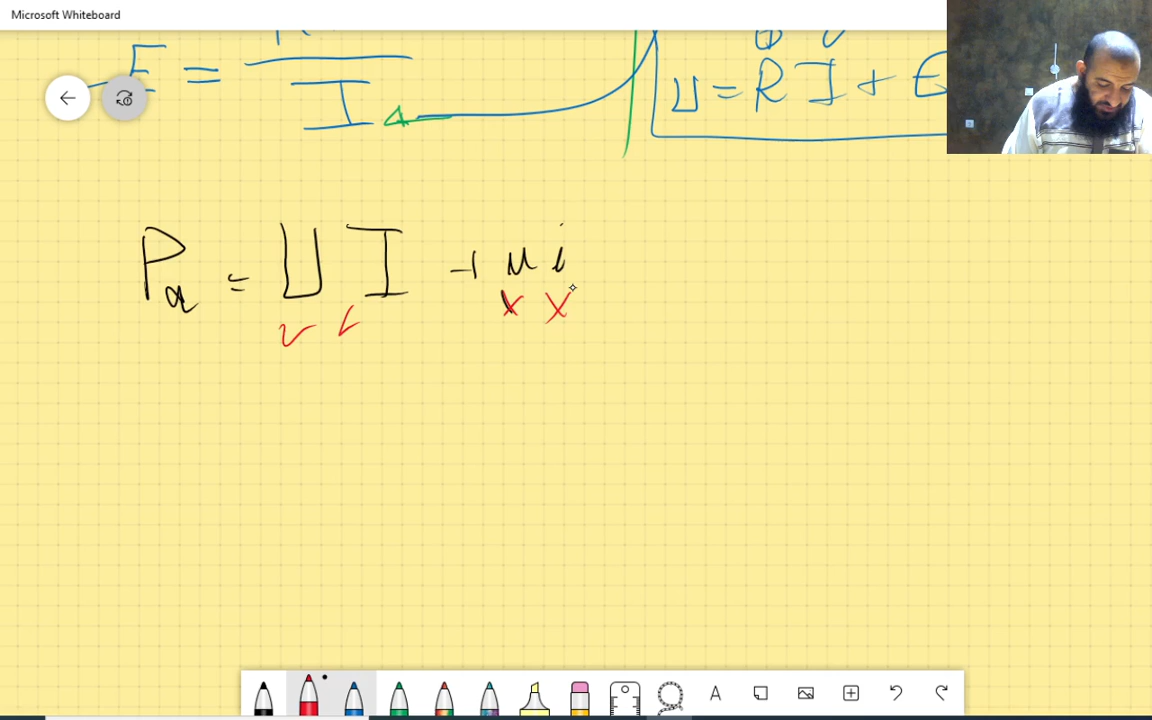 Microsoft Whiteboard
E =
I
U = R I + E
Pa = U I + u i
✓ ✓ x x
A